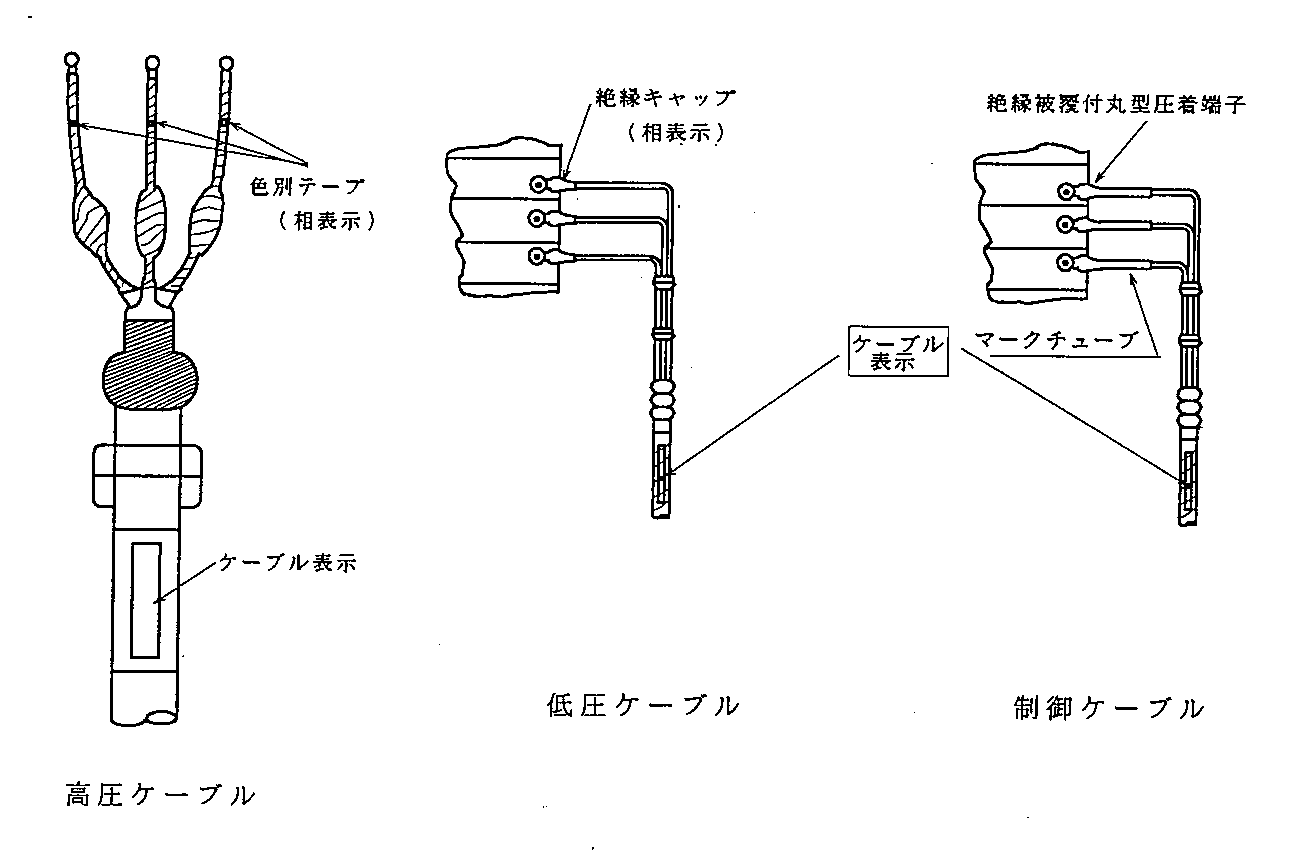 色別テープ
(相表示)
ケーブル表示
高圧ケーブル
絶縁キャップ
(相表示)
ケーブル
表示
低圧ケーブル
絶縁被覆付丸型圧着端子
マークチューブ
制御ケーブル